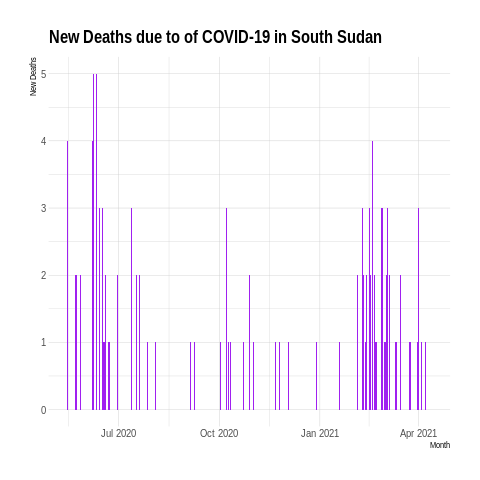 New Deaths due to of COVID-19 in South Sudan
New Deaths
5
4
3
2
1
0
Jul 2020 Oct 2020 Jan 2021 Apr 2021
Month